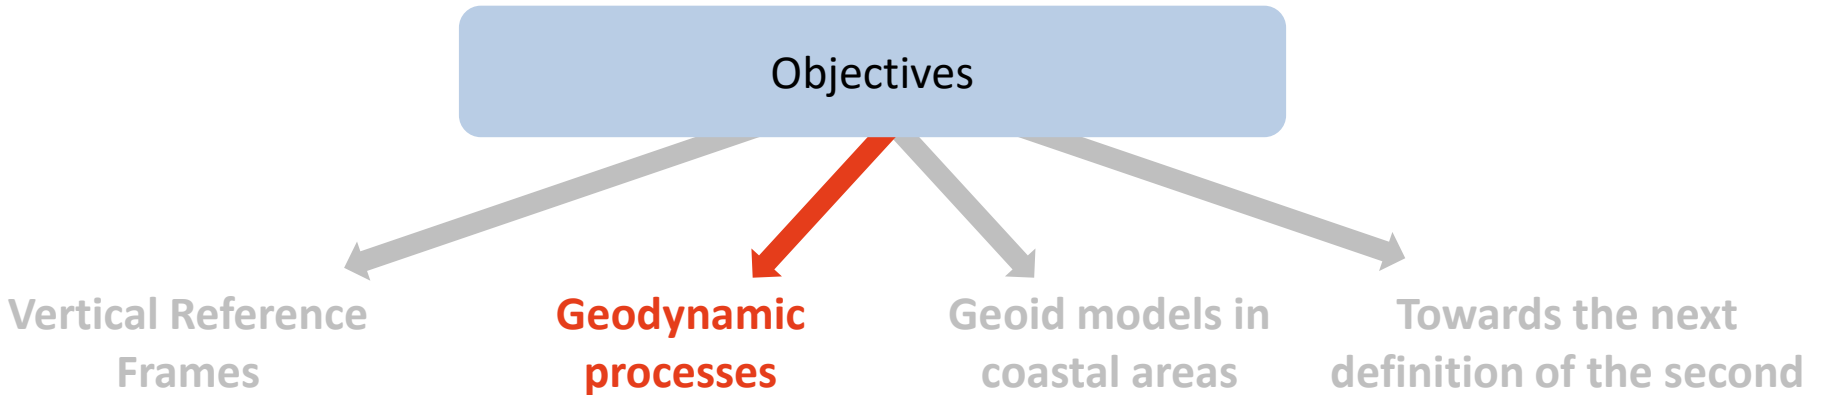 Objectives
Vertical Reference
Frames
Geodynamic
processes
Geoid models in
coastal areas
Towards the next
definition of the second